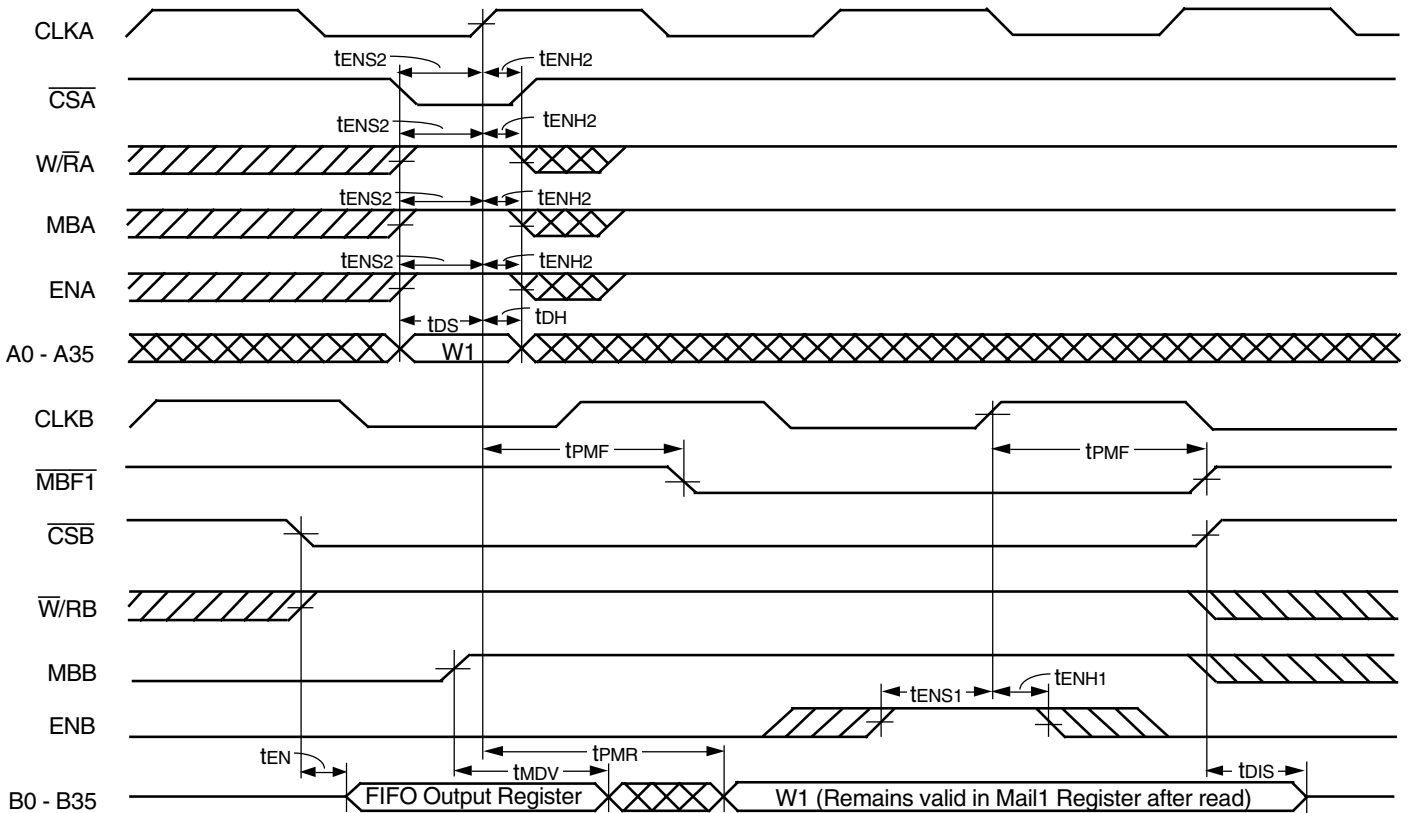 CLKA
tENS2 tENH2
CSA
tENS2 tENH2
W/RA
tENS2 tENH2
MBA
tENS2 tENH2
ENA
tDS tDH
A0 - A35 W1
CLKB
tPMF tPMF
MBF1
CSB
W/RB
MBB
tENS1 tENH1
ENB
tEN tPMR
tMDV tDIS
B0 - B35 FIFO Output Register W1 (Remains valid in Mail1 Register after read)